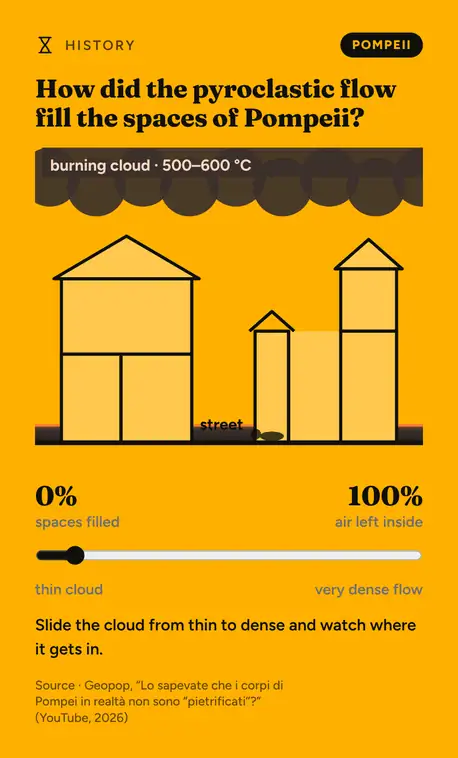 HISTORY
POMPEII
How did the pyroclastic flow
fill the spaces of Pompeii?
burning cloud · 500–600 °C
street
0%
100%
spaces filled
air left inside
thin cloud
very dense flow
Slide the cloud from thin to dense and watch where
it gets in.
Source · Geopop, “Lo sapevate che i corpi di
Pompei in realtà non sono “pietrificati”?”
(YouTube, 2026)